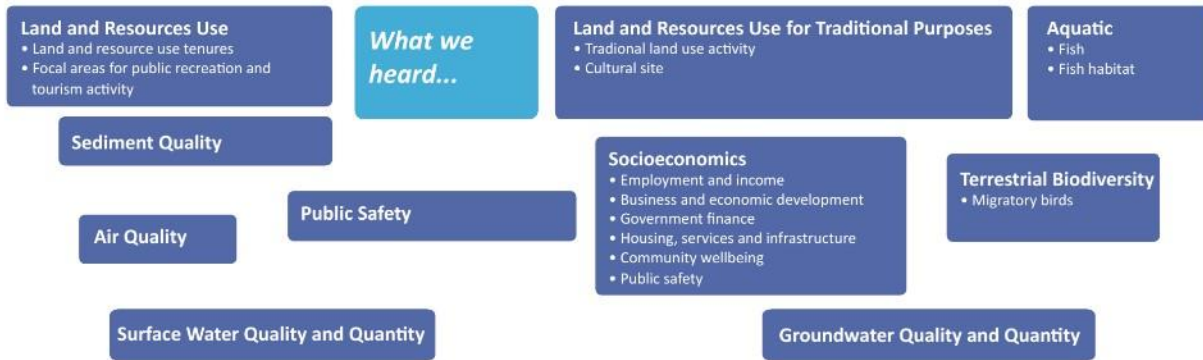 Land and Resources Use
• Land and resource use tenures
• Focal areas for public recreation and
tourism activity
What we
heard...
Land and Resources Use for Traditional Purposes
• Tradional land use activity
• Cultural site
Aquatic
• Fish
• Fish habitat
Sediment Quality
Socioeconomics
• Employment and income
• Business and economic development
• Government finance
• Housing, services and infrastructure
• Community wellbeing
• Public safety
Terrestrial Biodiversity
• Migratory birds
Public Safety
Air Quality
Surface Water Quality and Quantity
Groundwater Quality and Quantity